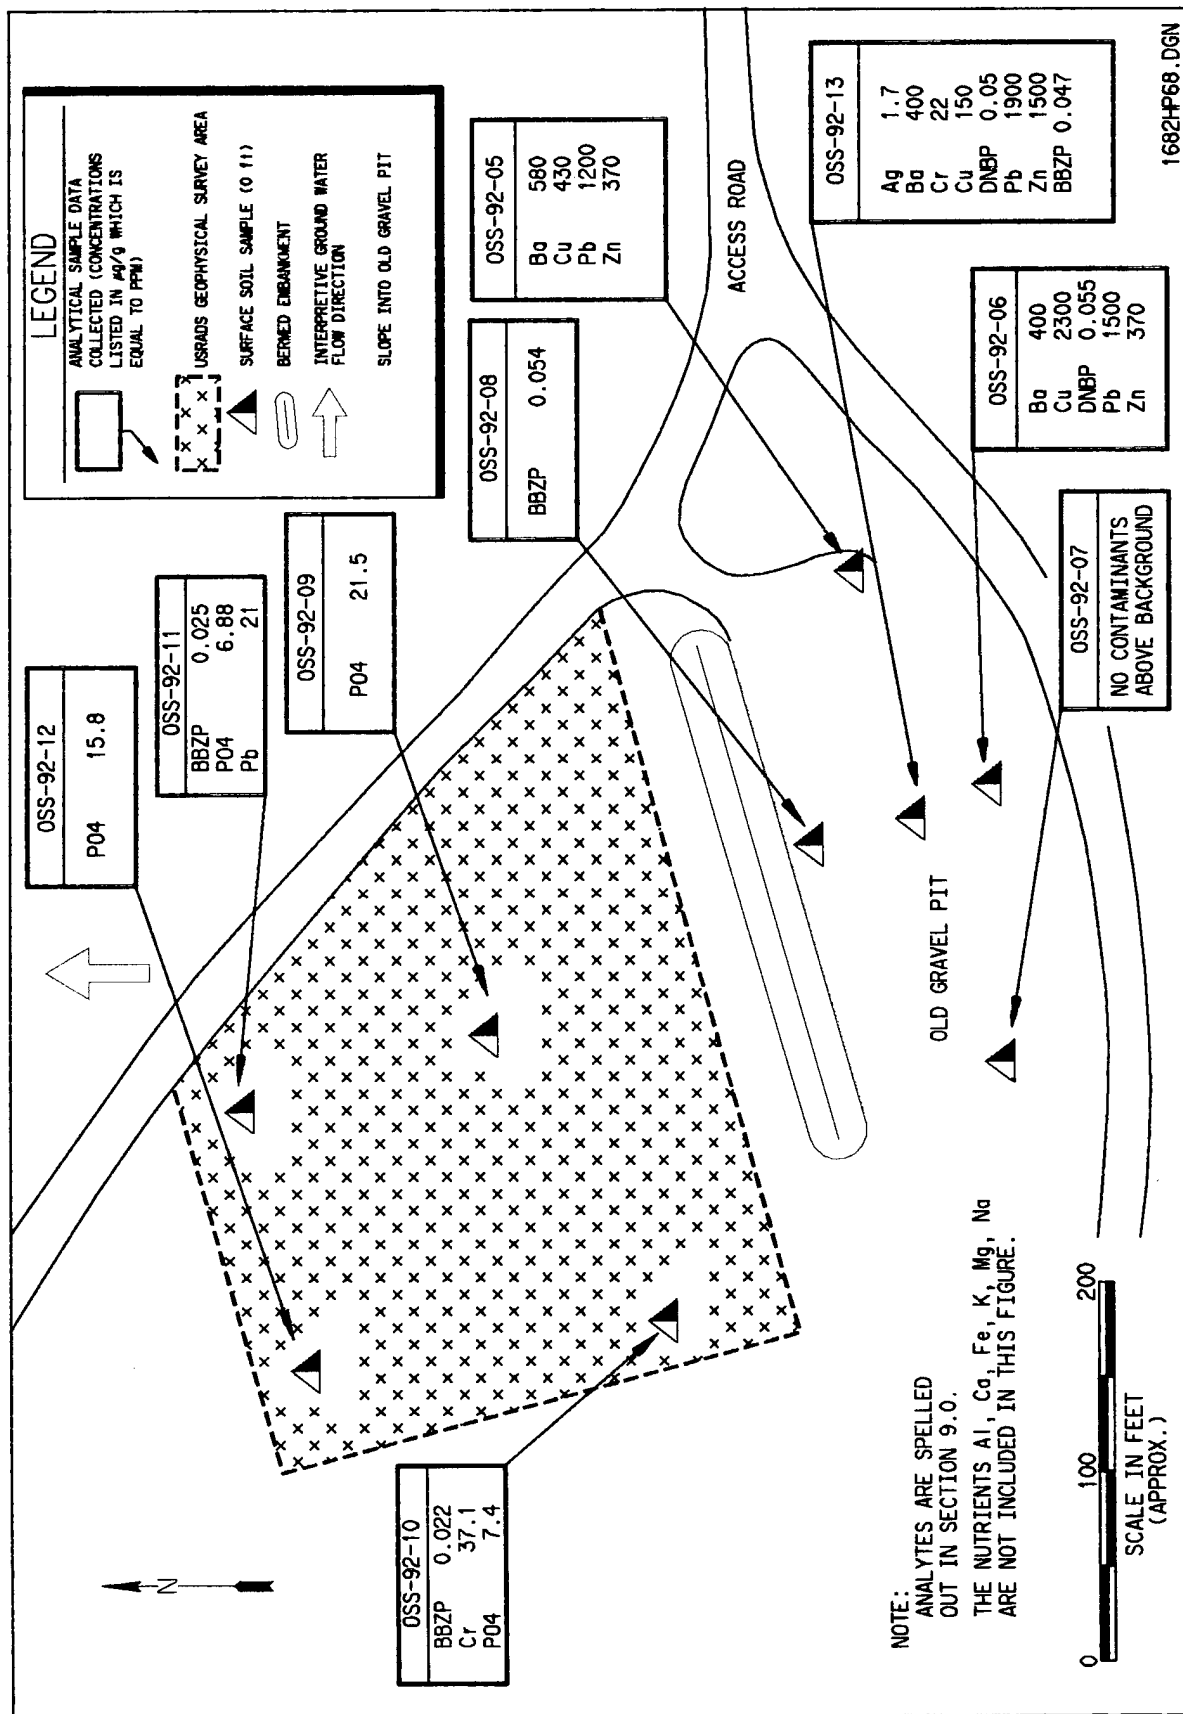 LEGEND
ANALYTICAL SAMPLE DATA
COLLECTED (CONCENTRATIONS
LISTED IN µg/g WHICH IS
EQUAL TO PPM)
USRADS GEOPHYSICAL SURVEY AREA
SURFACE SOIL SAMPLE (0 ft)
BERMED EMBANKMENT
INTERPRETIVE GROUND WATER
FLOW DIRECTION
SLOPE INTO OLD GRAVEL PIT
OSS-92-12
PO4 15.8
OSS-92-11
BBZP 0.025
PO4 6.88
Pb 21
OSS-92-09
PO4 21.5
OSS-92-08
BBZP 0.054
OSS-92-05
Ba 580
Cu 430
Pb 1200
Zn 370
OSS-92-10
BBZP 0.022
Cr 37.1
PO4 7.4
N
ACCESS ROAD
OSS-92-13
Ag 1.7
Ba 400
Cr 22
Cu 150
DNBP 0.05
Pb 1900
Zn 1500
BBZP 0.047
OSS-92-06
Ba 400
Cu 2300
DNBP 0.055
Pb 1500
Zn 370
OSS-92-07
NO CONTAMINANTS
ABOVE BACKGROUND
OLD GRAVEL PIT
NOTE:
ANALYTES ARE SPELLED
OUT IN SECTION 9.0.
THE NUTRIENTS Al, Ca, Fe, K, Mg, Na
ARE NOT INCLUDED IN THIS FIGURE.
0 100 200
SCALE IN FEET
(APPROX.)
1682HP68.DGN